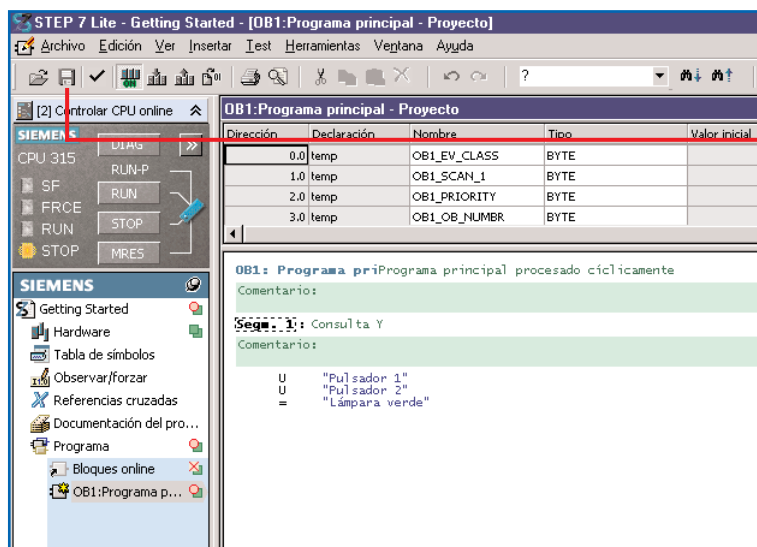 STEP 7 Lite - Getting Started - [OB1:Programa principal - Proyecto]
Archivo Edición Ver Insertar Test Herramientas Ventana Ayuda
ON
?
[2] Controlar CPU online
SIEMENS
CPU 315
DIAG
RUN-P
SF
RUN
FRCE
RUN
STOP
STOP
MRES
OB1:Programa principal - Proyecto
Dirección Declaración Nombre Tipo Valor inicial
0.0 temp OB1_EV_CLASS BYTE
1.0 temp OB1_SCAN_1 BYTE
2.0 temp OB1_PRIORITY BYTE
3.0 temp OB1_OB_NUMBR BYTE
SIEMENS
Getting Started
Hardware
Tabla de símbolos
Observar/forzar
Referencias cruzadas
Documentación del pro...
Programa
Bloques online
OB1:Programa p...
OB1: Programa priPrograma principal procesado cíclicamente
Comentario:
Segm. 1: Consulta Y
Comentario:
U "Pulsador 1"
U "Pulsador 2"
= "Lámpara verde"